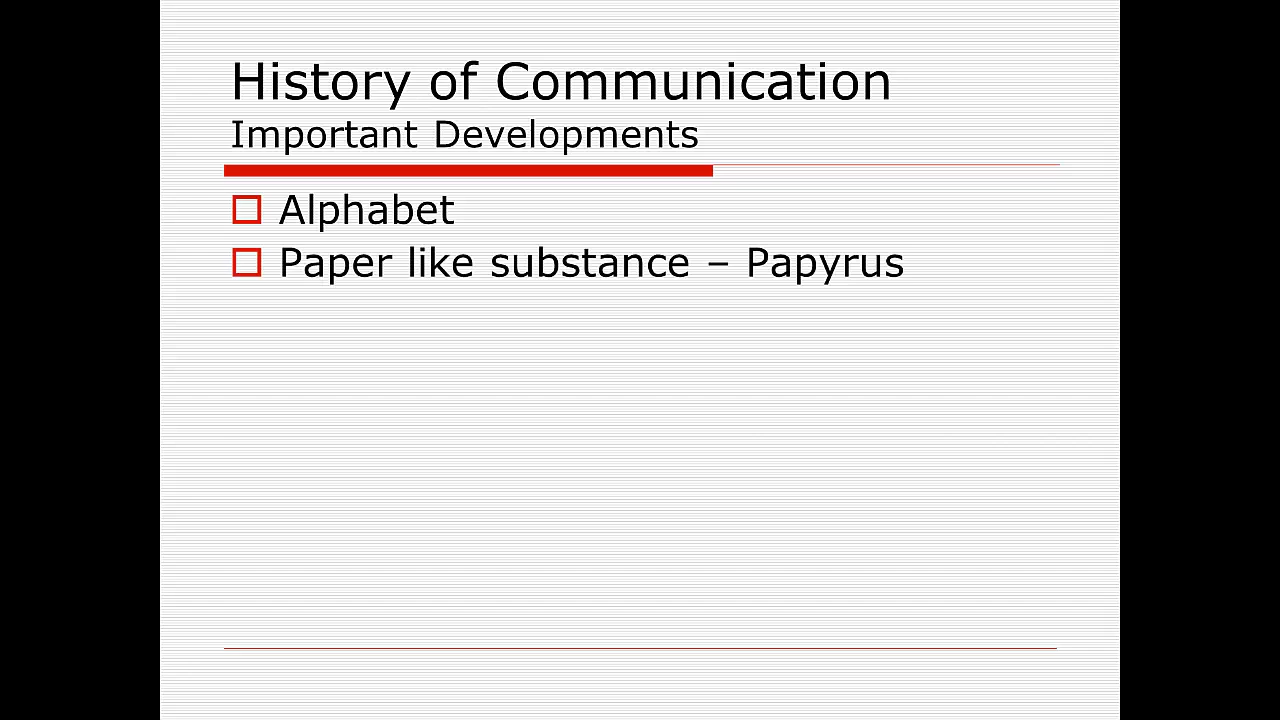 History of Communication
Important Developments
Alphabet
Paper like substance – Papyrus